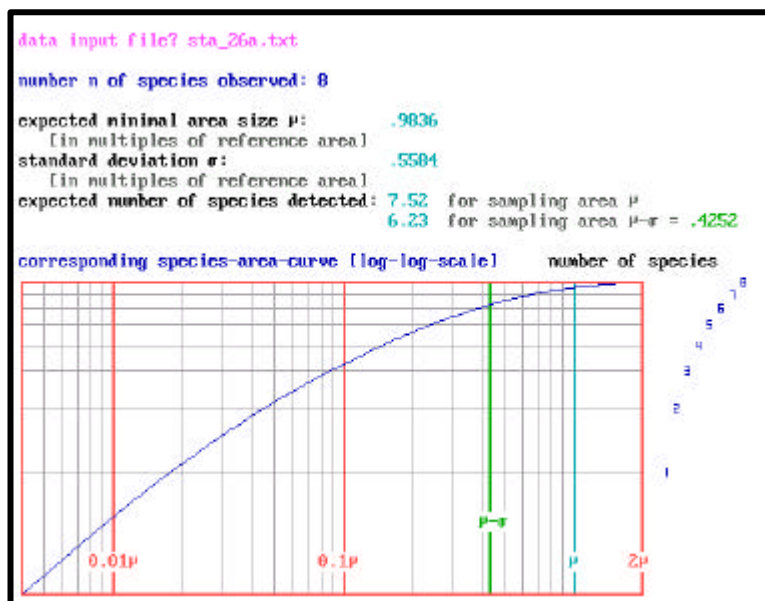 data input file? sta_26a.txt
number n of species observed: 8
expected minimal area size μ: .9836
[in multiples of reference area]
standard deviation σ: .5584
[in multiples of reference area]
expected number of species detected: 7.52 for sampling area μ
6.23 for sampling area μ-σ = .4252
corresponding species-area-curve [log-log-scale] number of species
8
7
6
5
4
3
2
1
μ-σ
0.01μ 0.1μ μ 2μ